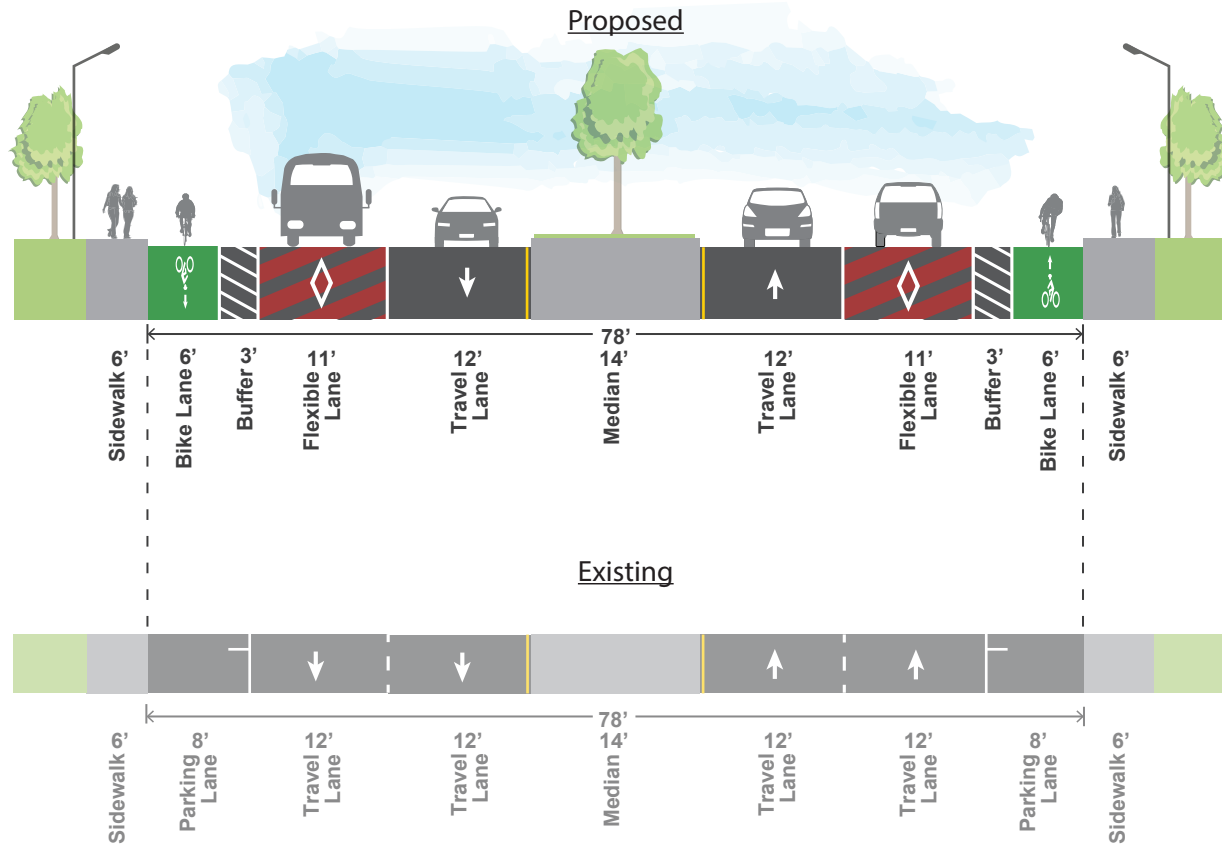 Proposed
78’
Sidewalk 6’
Bike Lane 6’
Buffer 3’
Flexible 11’
Lane
Travel 12’
Lane
Median 14’
Travel 12’
Lane
Flexible 11’
Lane
Buffer 3’
Bike Lane 6’
Sidewalk 6’
Existing
78’
Sidewalk 6’
Parking 8’
Lane
Travel 12’
Lane
Travel 12’
Lane
Median 14’
Travel 12’
Lane
Travel 12’
Lane
Parking 8’
Lane
Sidewalk 6’